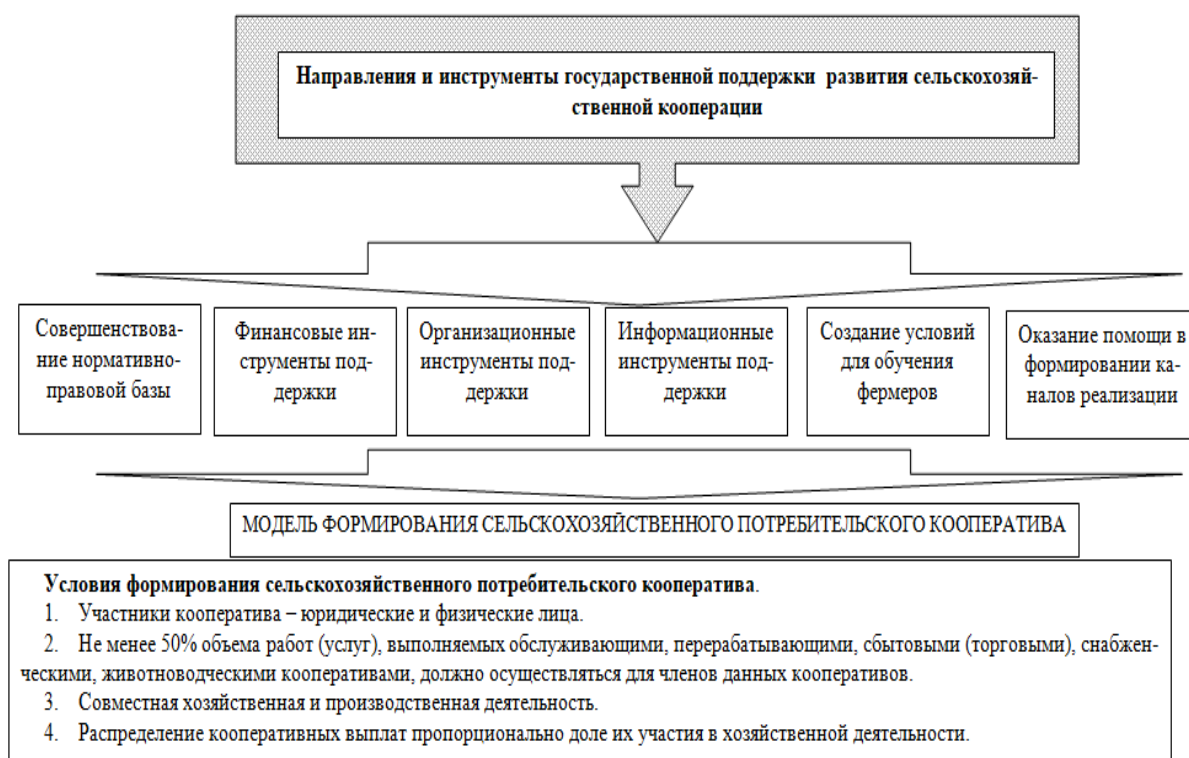 Направления и инструменты государственной поддержки развития сельскохозяй-
ственной кооперации
Совершенствова-
ние нормативно-
правовой базы
Финансовые ин-
струменты под-
держки
Организационные
инструменты под-
держки
Информационные
инструменты под-
держки
Создание условий
для обучения
фермеров
Оказание помощи в
формировании ка-
налов реализации
МОДЕЛЬ ФОРМИРОВАНИЯ СЕЛЬСКОХОЗЯЙСТВЕННОГО ПОТРЕБИТЕЛЬСКОГО КООПЕРАТИВА
Условия формирования сельскохозяйственного потребительского кооператива.
1. Участники кооператива – юридические и физические лица.
2. Не менее 50% объема работ (услуг), выполняемых обслуживающими, перерабатывающими, сбытовыми (торговыми), снабжен-
ческими, животноводческими кооперативами, должно осуществляться для членов данных кооперативов.
3. Совместная хозяйственная и производственная деятельность.
4. Распределение кооперативных выплат пропорционально доле их участия в хозяйственной деятельности.